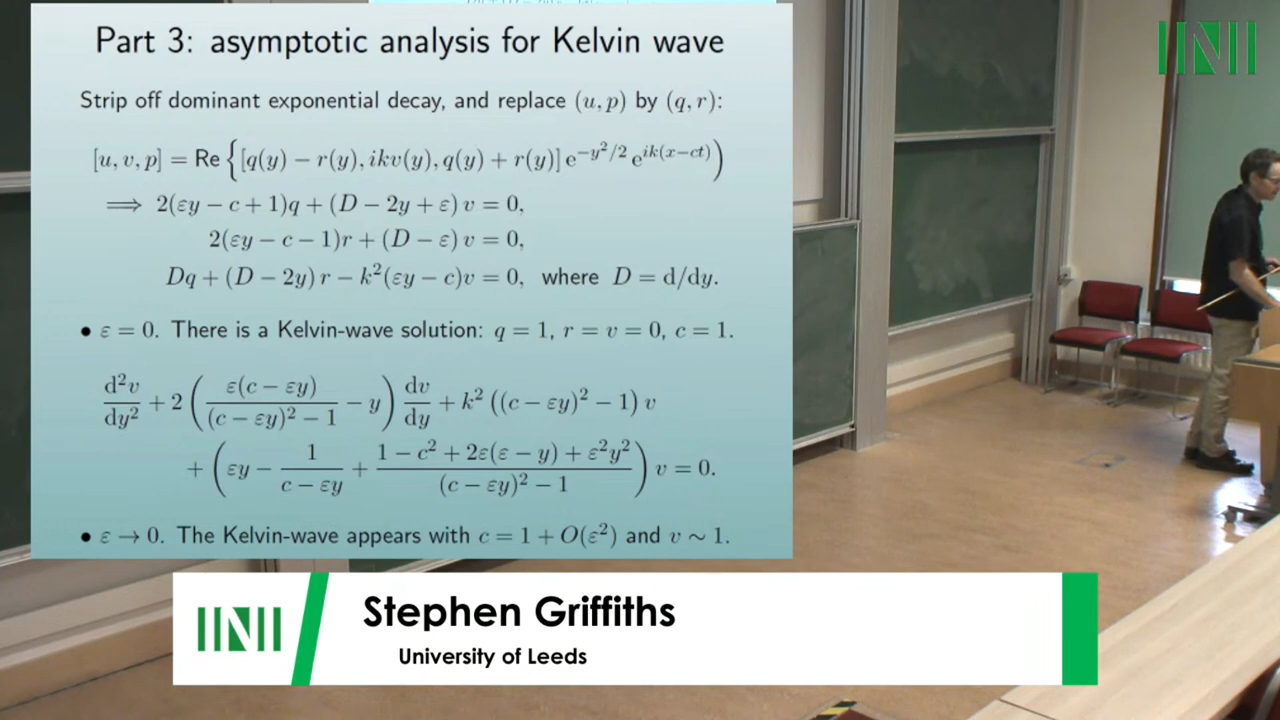 Part 3: asymptotic analysis for Kelvin wave
Strip off dominant exponential decay, and replace (u, p) by (q, r):
[u, v, p] = Re { [q(y) − r(y), ikv(y), q(y) + r(y)] e^{−y²/2} e^{ik(x−ct)} )
⟹ 2(εy − c + 1)q + (D − 2y + ε) v = 0,
2(εy − c − 1)r + (D − ε) v = 0,
Dq + (D − 2y) r − k²(εy − c)v = 0, where D = d/dy.
• ε = 0. There is a Kelvin-wave solution: q = 1, r = v = 0, c = 1.
d²v/dy² + 2 ( ε(c − εy)/((c − εy)² − 1) − y ) dv/dy + k² ((c − εy)² − 1) v
+ ( εy − 1/(c − εy) + (1 − c² + 2ε(ε − y) + ε²y²)/((c − εy)² − 1) ) v = 0.
• ε → 0. The Kelvin-wave appears with c = 1 + O(ε²) and v ∼ 1.
Stephen Griffiths
University of Leeds